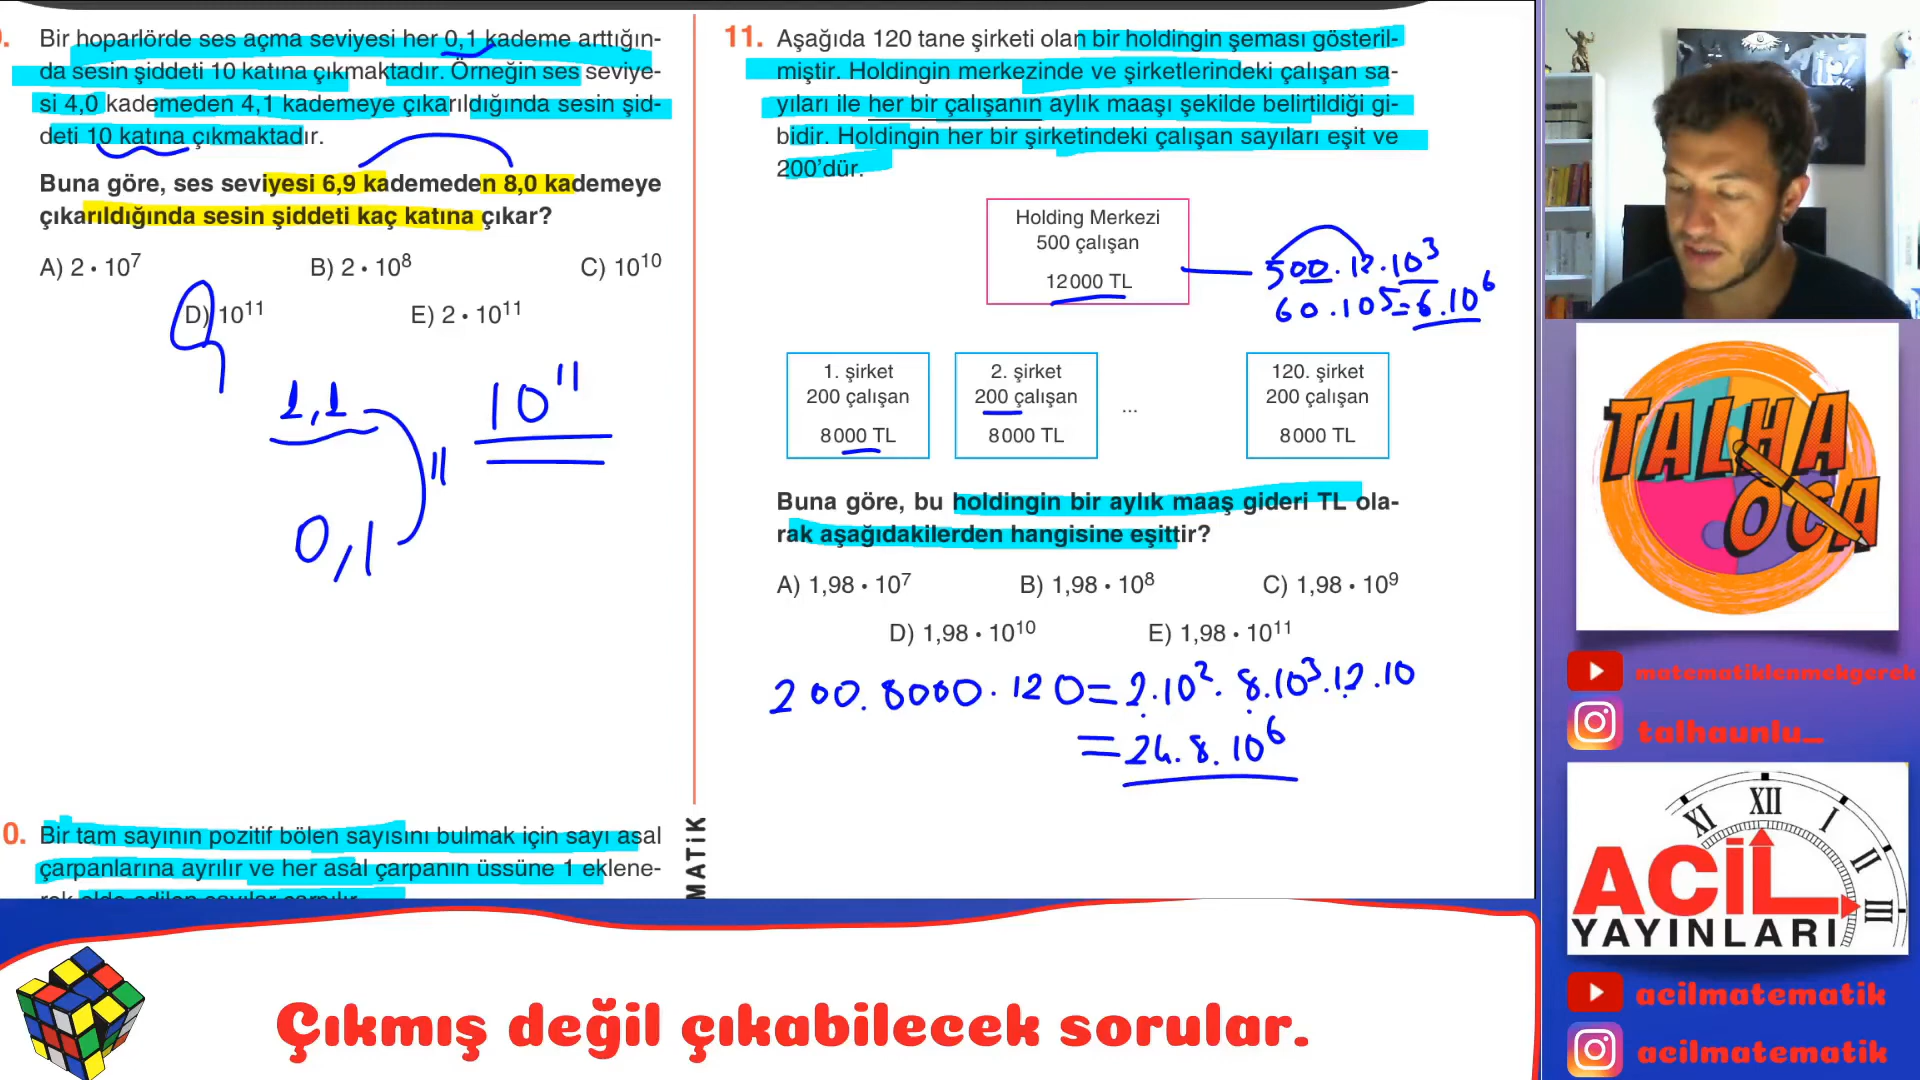 Bir hoparlörde ses açma seviyesi her 0,1 kademe arttığın-
da sesin şiddeti 10 katına çıkmaktadır. Örneğin ses seviye-
si 4,0 kademeden 4,1 kademeye çıkarıldığında sesin şid-
deti 10 katına çıkmaktadır.
Buna göre, ses seviyesi 6,9 kademeden 8,0 kademeye
çıkarıldığında sesin şiddeti kaç katına çıkar?
A) 2 • 10⁷ B) 2 • 10⁸ C) 10¹⁰
D) 10¹¹ E) 2 • 10¹¹
1,1
10¹¹
11
0,1
0. Bir tam sayının pozitif bölen sayısını bulmak için sayı asal
çarpanlarına ayrılır ve her asal çarpanın üssüne 1 eklene-
rek elde edilen sayılar çarpılır.
MATİK
11. Aşağıda 120 tane şirketi olan bir holdingin şeması gösteril-
miştir. Holdingin merkezinde ve şirketlerindeki çalışan sa-
yıları ile her bir çalışanın aylık maaşı şekilde belirtildiği gi-
bidir. Holdingin her bir şirketindeki çalışan sayıları eşit ve
200'dür.
Holding Merkezi
500 çalışan
12000 TL
500.12.10³
60.10⁵=6.10⁶
1. şirket
200 çalışan
8000 TL
2. şirket
200 çalışan
8000 TL
...
120. şirket
200 çalışan
8000 TL
Buna göre, bu holdingin bir aylık maaş gideri TL ola-
rak aşağıdakilerden hangisine eşittir?
A) 1,98 • 10⁷ B) 1,98 • 10⁸ C) 1,98 • 10⁹
D) 1,98 • 10¹⁰ E) 1,98 • 10¹¹
200.8000.120=2.10².8.10³.12.10
=24.8.10⁶
TALHA
OCA
matematiklenmekgerek
talhaunlu_
XI XII I II III
ACİL
YAYINLARI
acilmatematik
acilmatematik
Çıkmış değil çıkabilecek sorular.